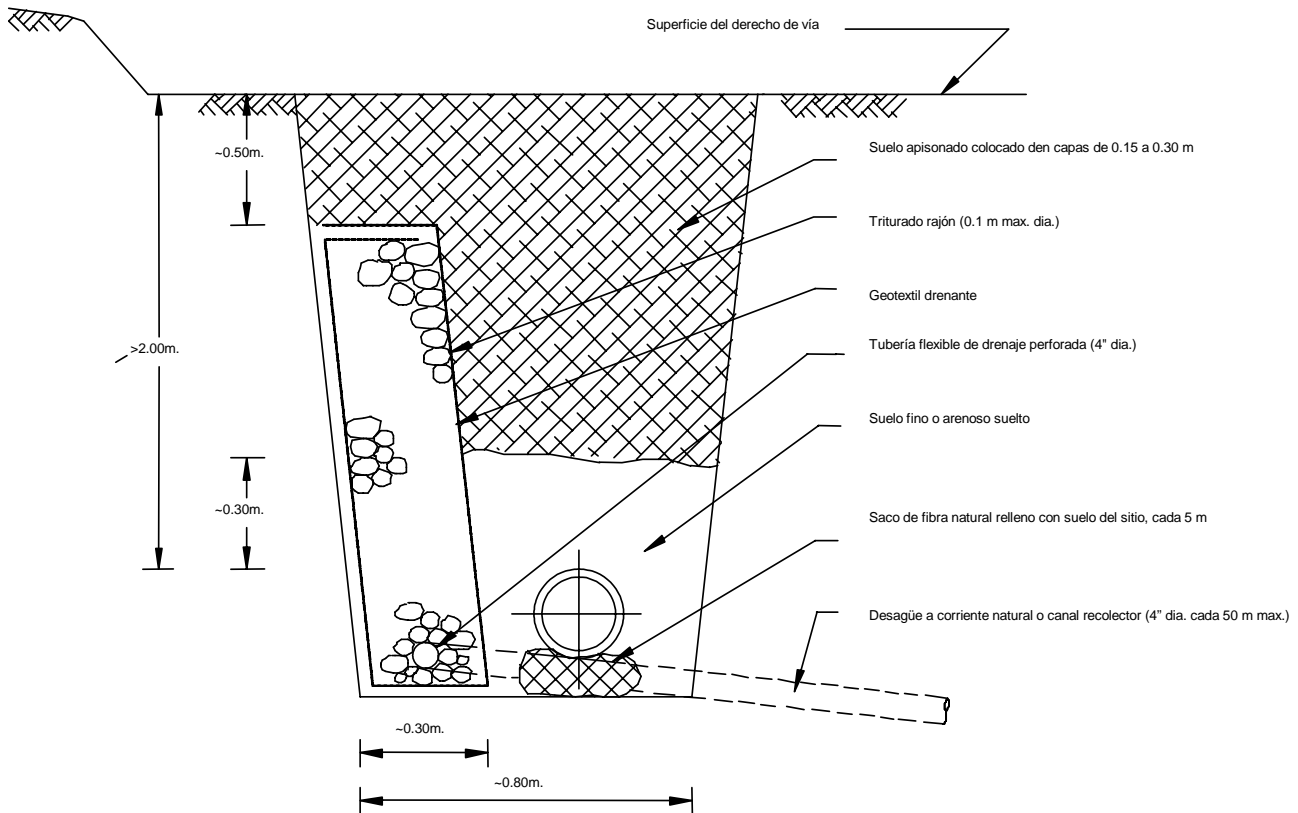 Superficie del derecho de vía
~0.50m.
Suelo apisonado colocado den capas de 0.15 a 0.30 m
Triturado rajón (0.1 m max. dia.)
Geotextil drenante
>2.00m.
Tubería flexible de drenaje perforada (4" dia.)
Suelo fino o arenoso suelto
~0.30m.
Saco de fibra natural relleno con suelo del sitio, cada 5 m
Desagüe a corriente natural o canal recolector (4" dia. cada 50 m max.)
~0.30m.
~0.80m.